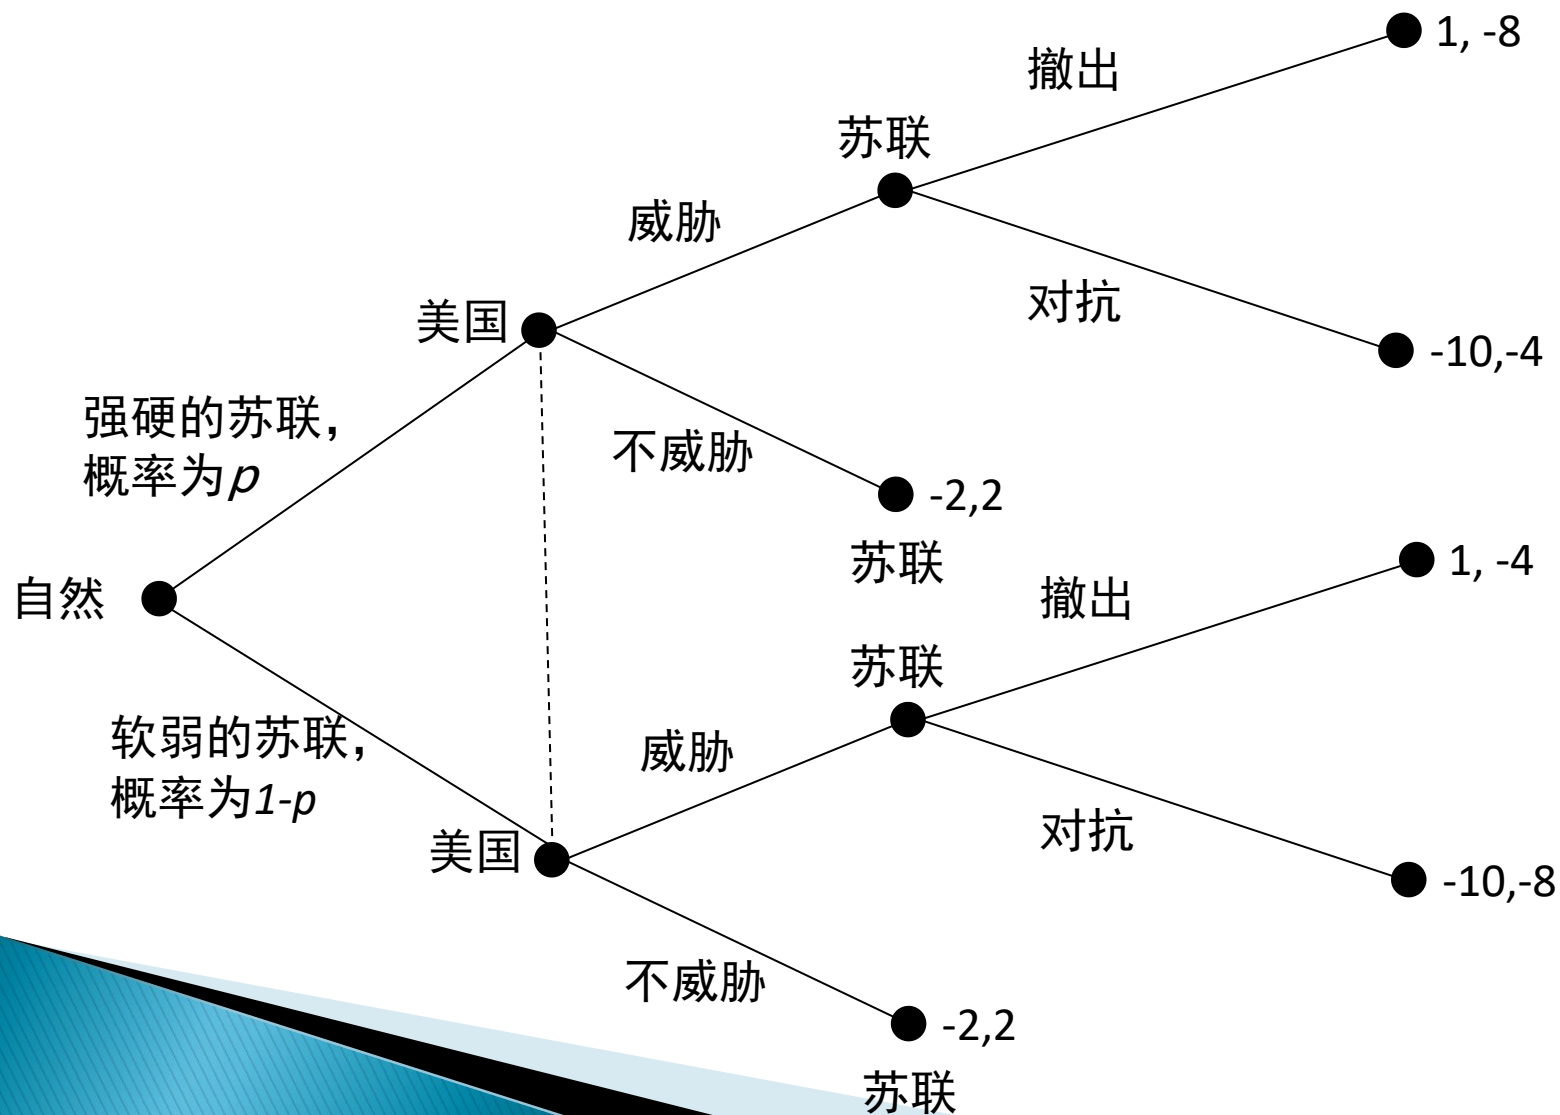 1, -8
撤出
苏联
威胁
对抗
美国
-10,-4
强硬的苏联，
概率为p
不威胁
-2,2
苏联
1, -4
撤出
自然
苏联
软弱的苏联，
概率为1-p
威胁
对抗
美国
-10,-8
不威胁
-2,2
苏联